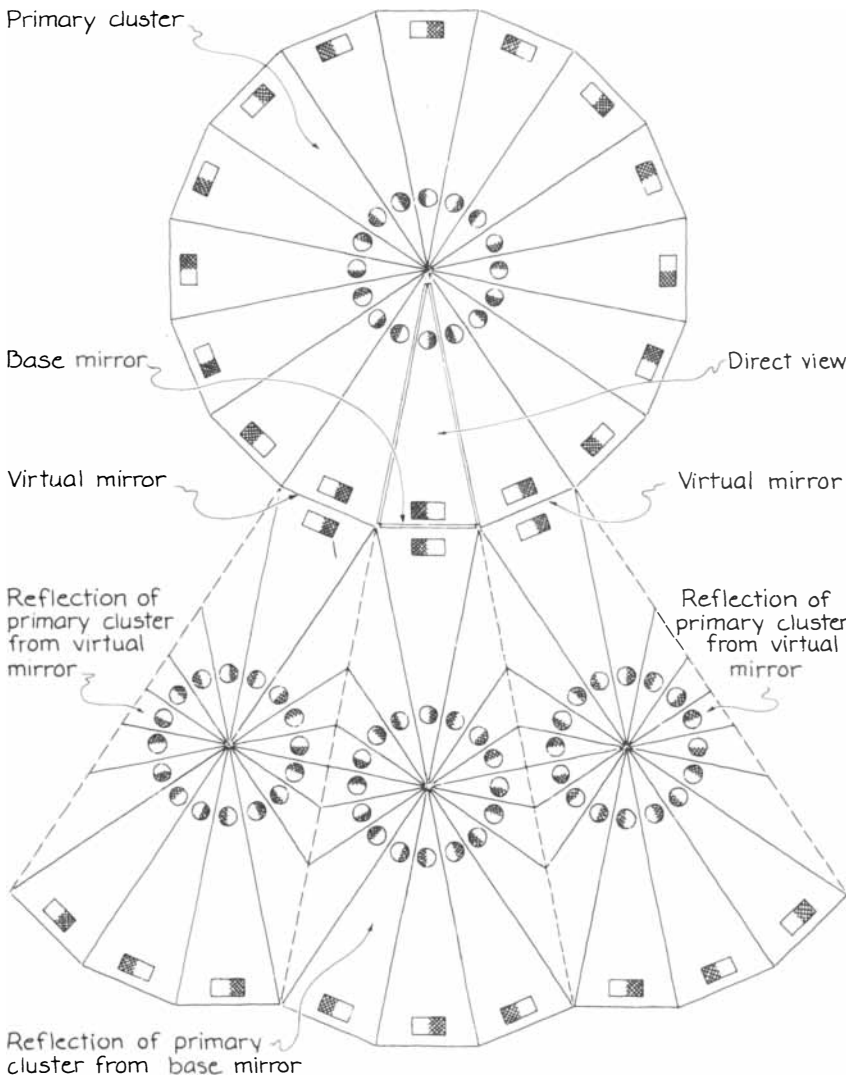 Primary cluster
Base mirror
Direct view
Virtual mirror
Virtual mirror
Reflection of
primary cluster
from virtual
mirror
Reflection of
primary cluster
from virtual
mirror
Reflection of primary
cluster from base mirror